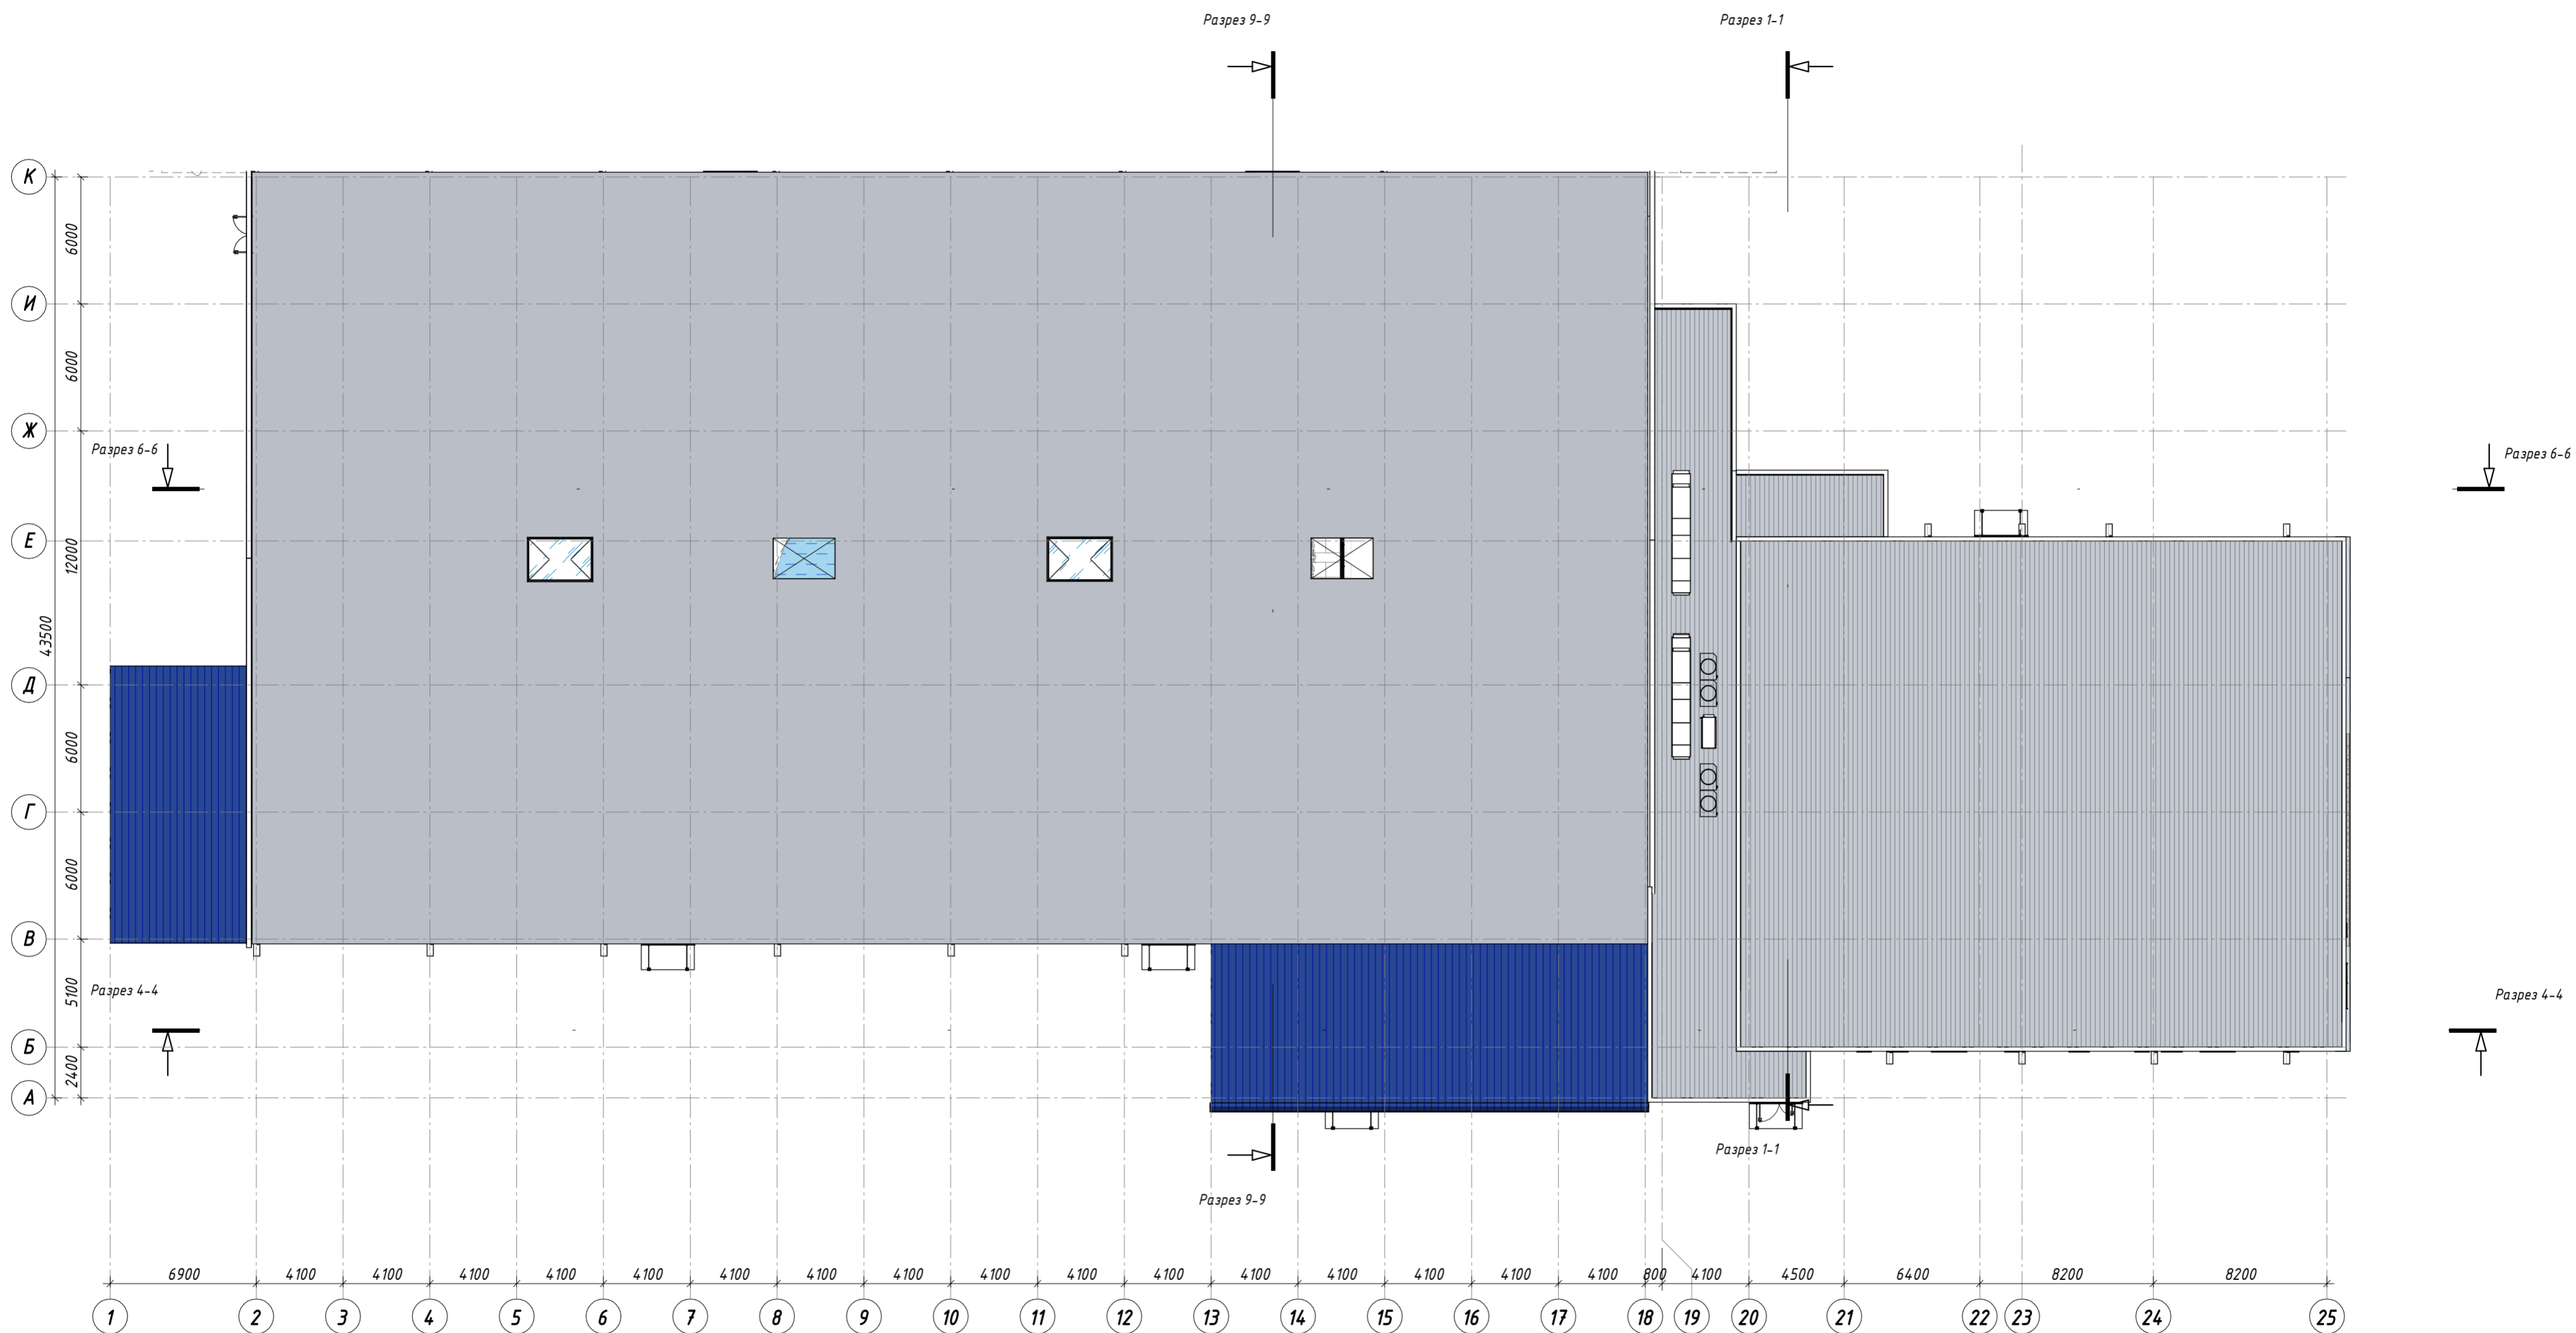 Разрез 9-9
Разрез 1-1
К
6000
И
6000
Ж
Разрез 6-6
Разрез 6-6
Е
12000
43500
Д
6000
Г
6000
В
5100
Разрез 4-4
Разрез 4-4
Б
2400
А
Разрез 1-1
Разрез 9-9
6900 4100 4100 4100 4100 4100 4100 4100 4100 4100 4100 4100 4100 4100 4100 4100 4100 800 4100 4500 6400 8200 8200
1 2 3 4 5 6 7 8 9 10 11 12 13 14 15 16 17 18 19 20 21 22 23 24 25